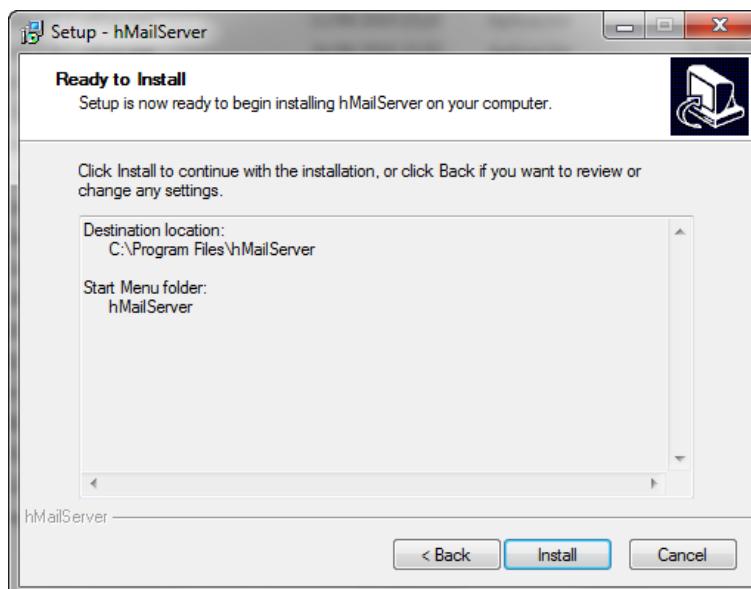 Setup - hMailServer
Ready to Install
Setup is now ready to begin installing hMailServer on your computer.
Click Install to continue with the installation, or click Back if you want to review or
change any settings.
Destination location:
C:\Program Files\hMailServer
Start Menu folder:
hMailServer
hMailServer
< Back
Install
Cancel